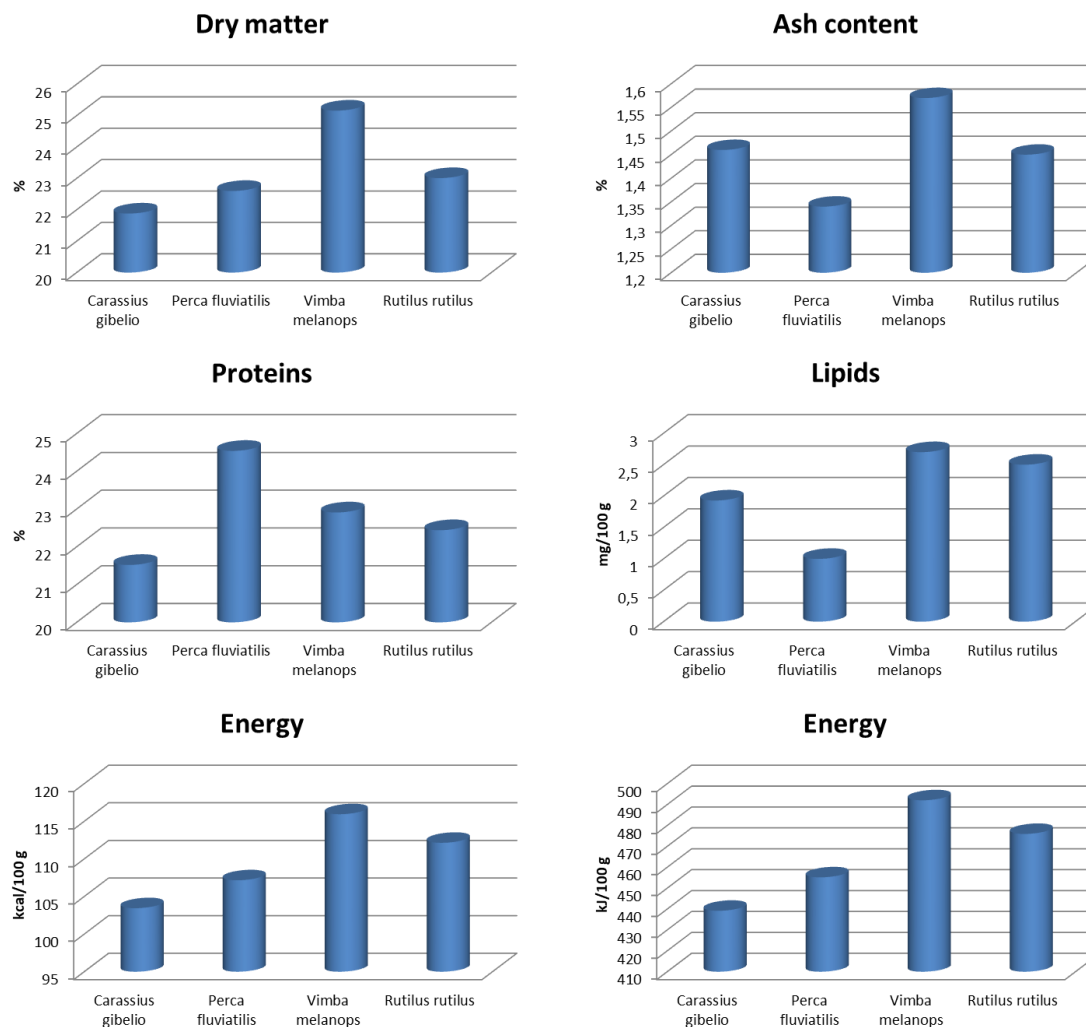 Dry matter
26
25
24
23
22
21
20
%
Carassius
gibelio
Perca fluviatilis
Vimba
melanops
Rutilus rutilus
Ash content
1,6
1,55
1,5
1,45
1,4
1,35
1,3
1,25
1,2
%
Carassius
gibelio
Perca
fluviatilis
Vimba
melanops
Rutilus rutilus
Proteins
25
24
23
22
21
20
%
Carassius
gibelio
Perca fluviatilis
Vimba
melanops
Rutilus rutilus
Lipids
3
2,5
2
1,5
1
0,5
0
mg/100 g
Carassius
gibelio
Perca
fluviatilis
Vimba
melanops
Rutilus rutilus
Energy
120
115
110
105
100
95
kcal/100 g
Carassius
gibelio
Perca
fluviatilis
Vimba
melanops
Rutilus rutilus
Energy
500
490
480
470
460
450
440
430
420
410
kJ/100 g
Carassius
gibelio
Perca
fluviatilis
Vimba
melanops
Rutilus rutilus